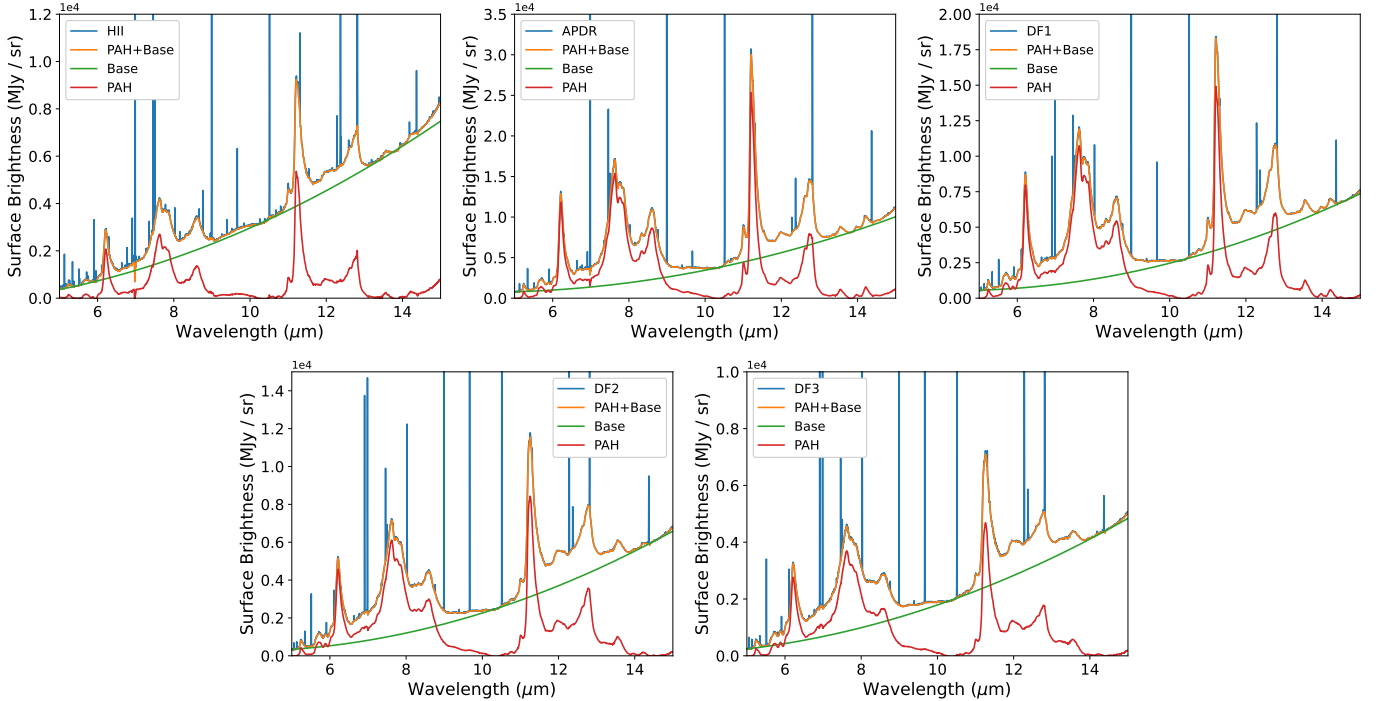 1e4
HII
PAH+Base
Base
PAH
Surface Brightness (MJy / sr)
1.2
1.0
0.8
0.6
0.4
0.2
0.0
6 8 10 12 14
Wavelength (μm)
1e4
APDR
PAH+Base
Base
PAH
Surface Brightness (MJy / sr)
3.5
3.0
2.5
2.0
1.5
1.0
0.5
0.0
6 8 10 12 14
Wavelength (μm)
1e4
DF1
PAH+Base
Base
PAH
Surface Brightness (MJy / sr)
2.00
1.75
1.50
1.25
1.00
0.75
0.50
0.25
0.00
6 8 10 12 14
Wavelength (μm)
1e4
DF2
PAH+Base
Base
PAH
Surface Brightness (MJy / sr)
1.4
1.2
1.0
0.8
0.6
0.4
0.2
0.0
6 8 10 12 14
Wavelength (μm)
1e4
DF3
PAH+Base
Base
PAH
Surface Brightness (MJy / sr)
1.0
0.8
0.6
0.4
0.2
0.0
6 8 10 12 14
Wavelength (μm)